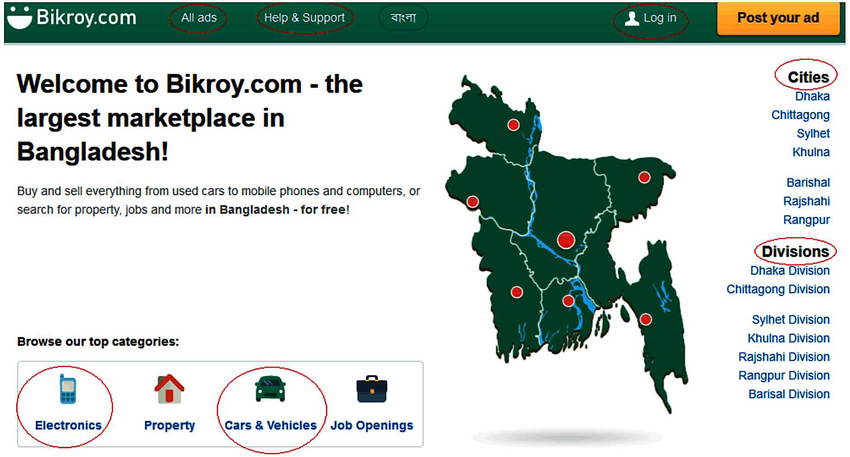 Bikroy.com All ads Help & Support বাংলা Log in Post your ad
Welcome to Bikroy.com - the
largest marketplace in
Bangladesh!
Buy and sell everything from used cars to mobile phones and computers, or
search for property, jobs and more in Bangladesh - for free!
Browse our top categories:
Electronics Property Cars & Vehicles Job Openings
Cities
Dhaka
Chittagong
Sylhet
Khulna
Barishal
Rajshahi
Rangpur
Divisions
Dhaka Division
Chittagong Division
Sylhet Division
Khulna Division
Rajshahi Division
Rangpur Division
Barisal Division